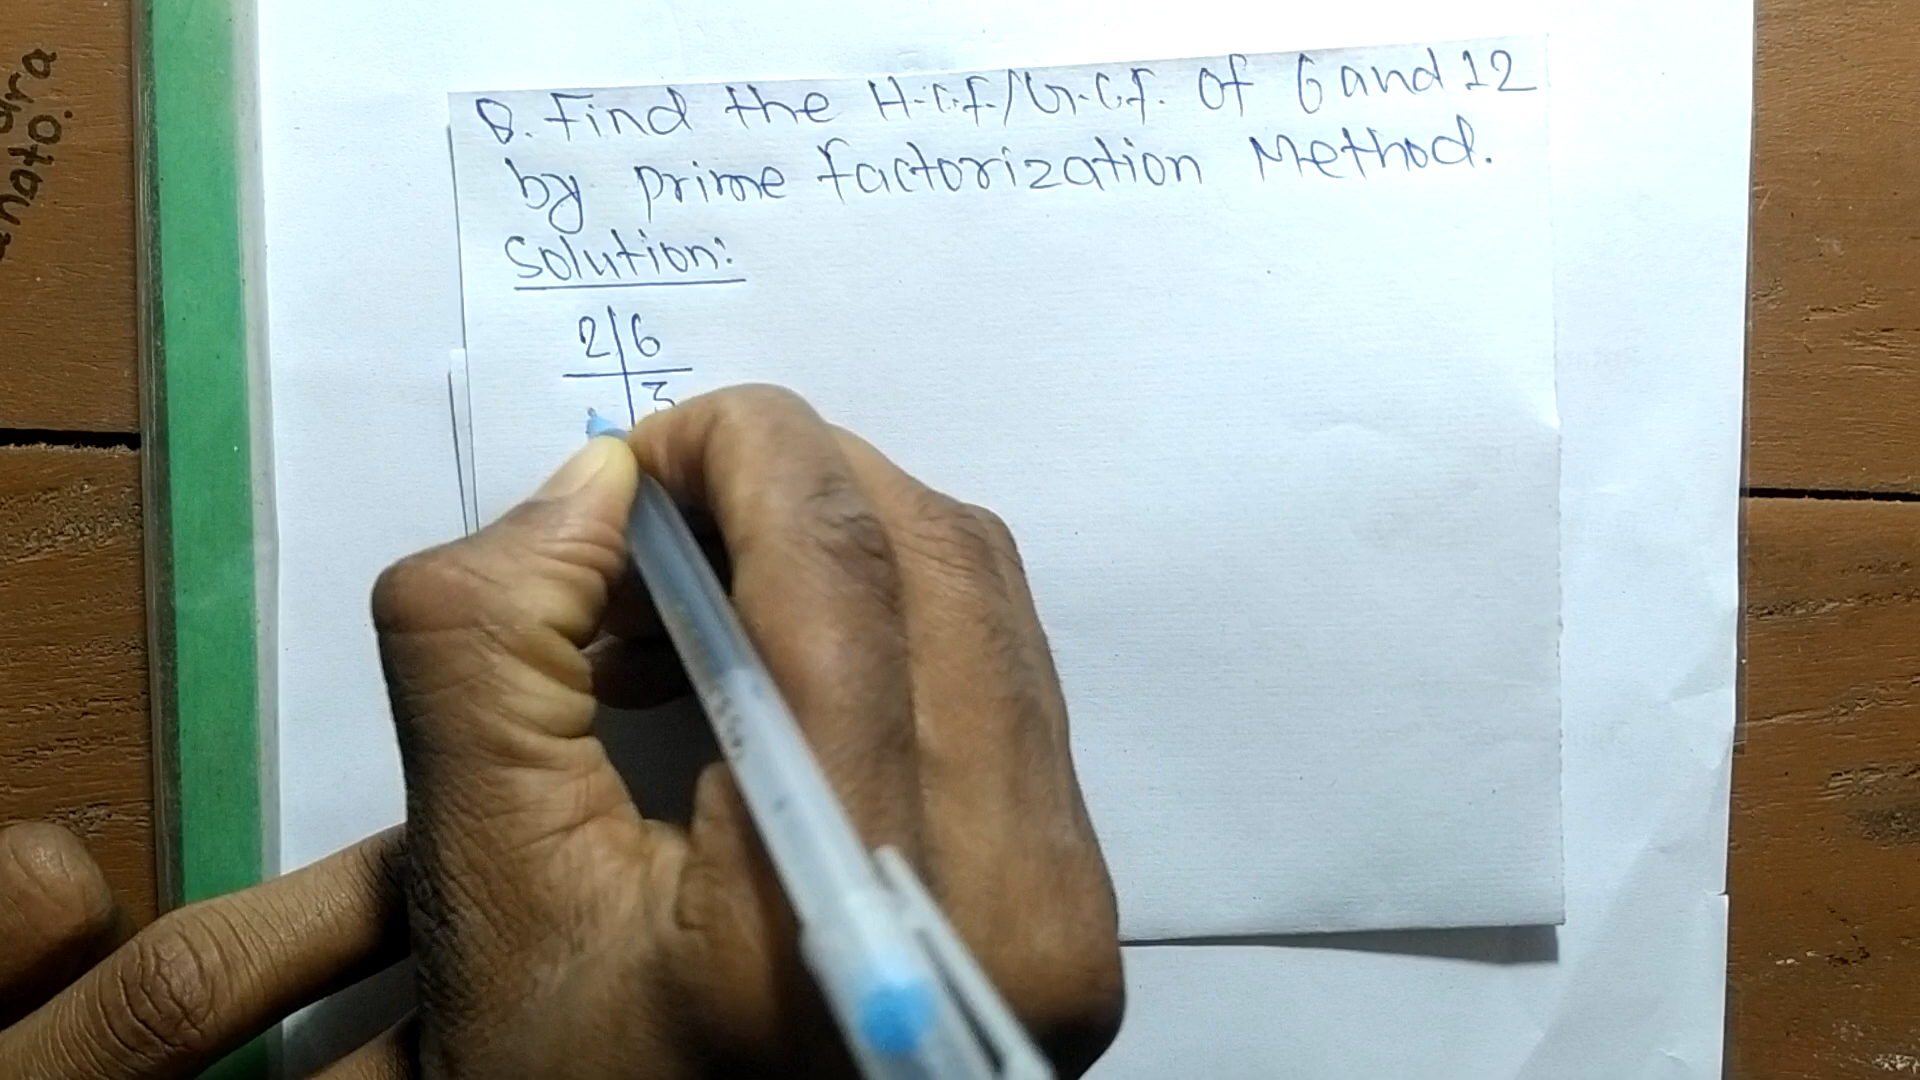 Q. Find the H.C.F./G.C.F. of 6 and 12
by prime factorization Method.
Solution:
2 6
3